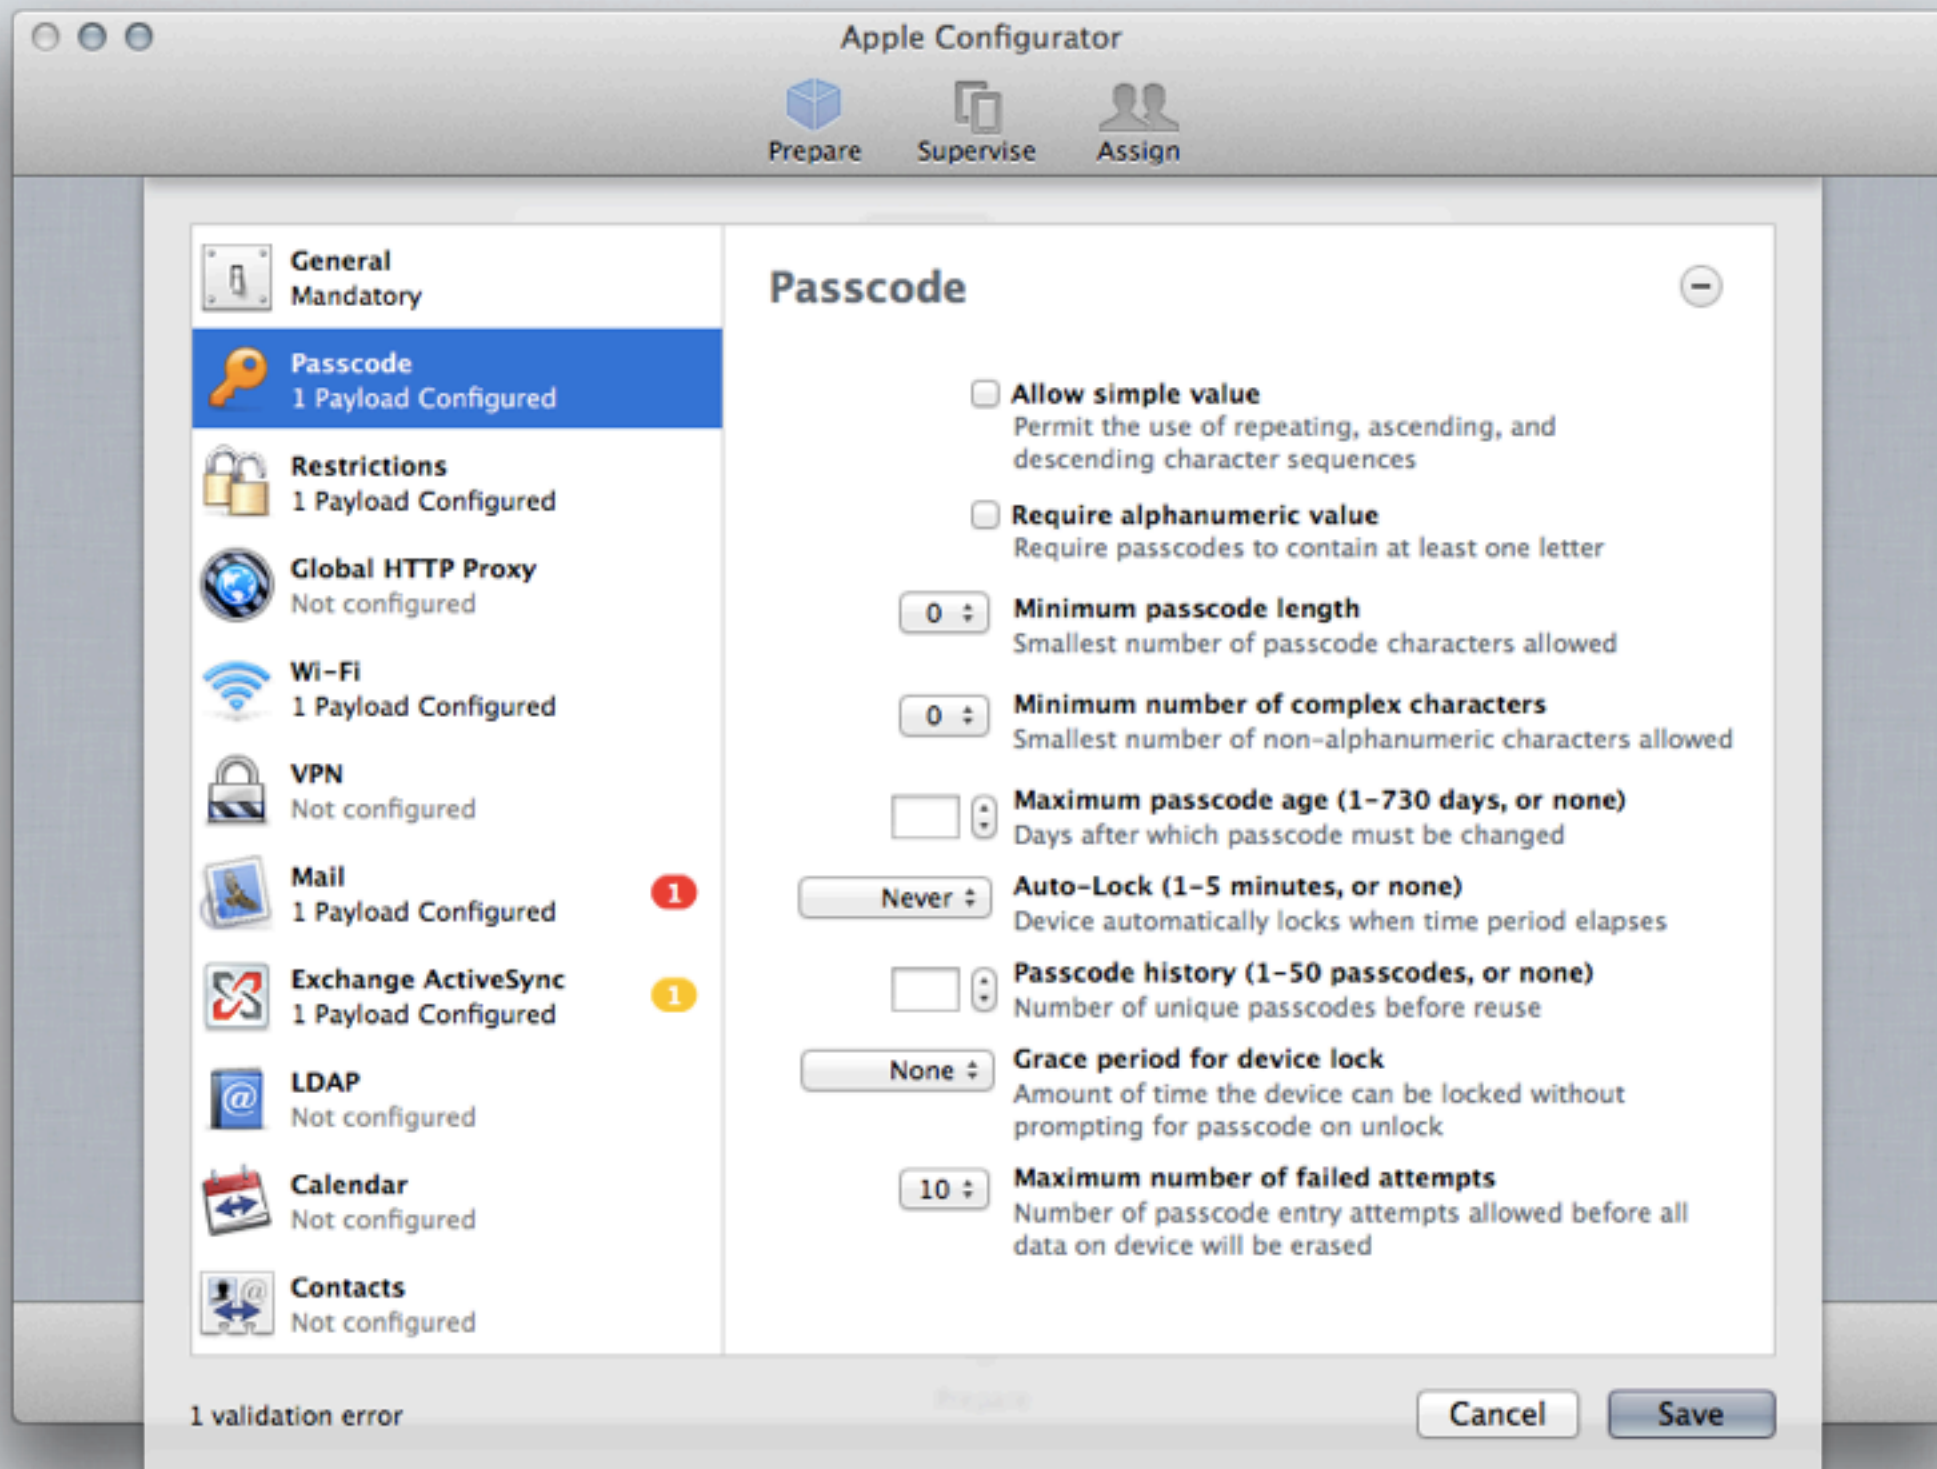 Apple Configurator
Prepare
Supervise
Assign
General
Mandatory
Passcode
1 Payload Configured
Restrictions
1 Payload Configured
Global HTTP Proxy
Not configured
Wi-Fi
1 Payload Configured
VPN
Not configured
Mail
1 Payload Configured
1
Exchange ActiveSync
1 Payload Configured
1
LDAP
Not configured
Calendar
Not configured
Contacts
Not configured
Passcode
Allow simple value
Permit the use of repeating, ascending, and
descending character sequences
Require alphanumeric value
Require passcodes to contain at least one letter
0
Minimum passcode length
Smallest number of passcode characters allowed
0
Minimum number of complex characters
Smallest number of non-alphanumeric characters allowed
Maximum passcode age (1-730 days, or none)
Days after which passcode must be changed
Never
Auto-Lock (1-5 minutes, or none)
Device automatically locks when time period elapses
Passcode history (1-50 passcodes, or none)
Number of unique passcodes before reuse
None
Grace period for device lock
Amount of time the device can be locked without
prompting for passcode on unlock
10
Maximum number of failed attempts
Number of passcode entry attempts allowed before all
data on device will be erased
Prepare
1 validation error
Cancel
Save